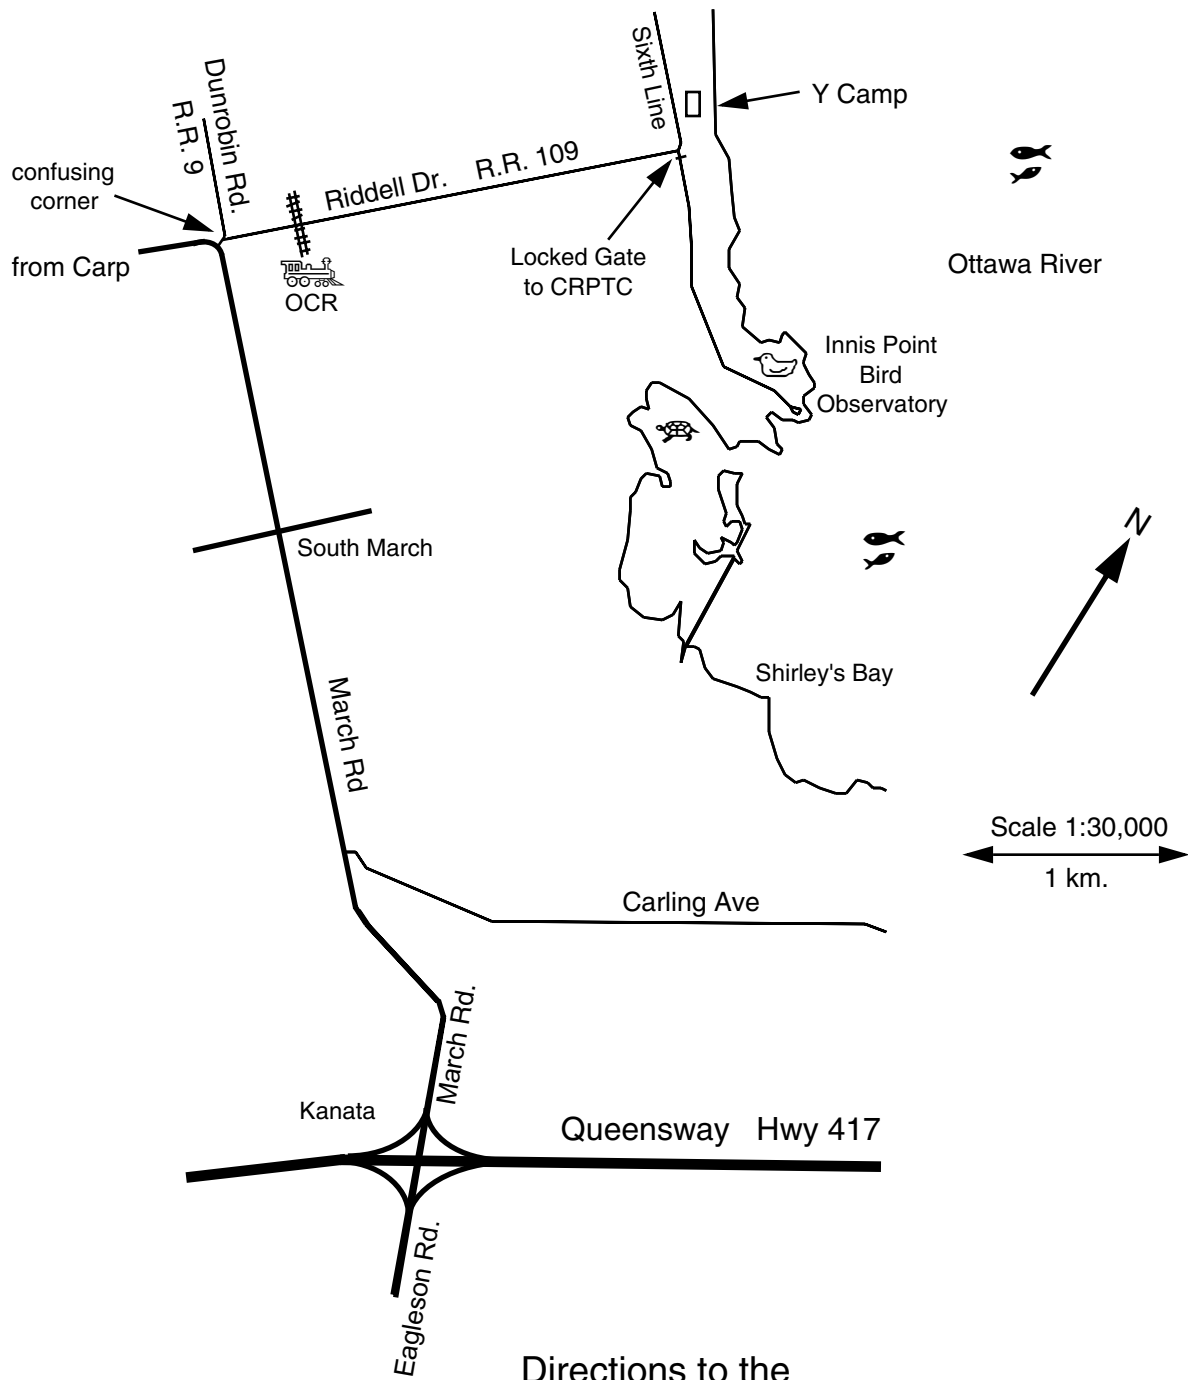 Sixth Line
Y Camp
Dunrobin Rd.
R.R. 9
confusing
corner
Riddell Dr.   R.R. 109
from Carp
OCR
Locked Gate
to CRPTC
Ottawa River
Innis Point
Bird
Observatory
N
South March
March Rd
Shirley's Bay
Scale 1:30,000
1 km.
Carling Ave
March Rd.
Kanata
Queensway   Hwy 417
Eagleson Rd.
Directions to the